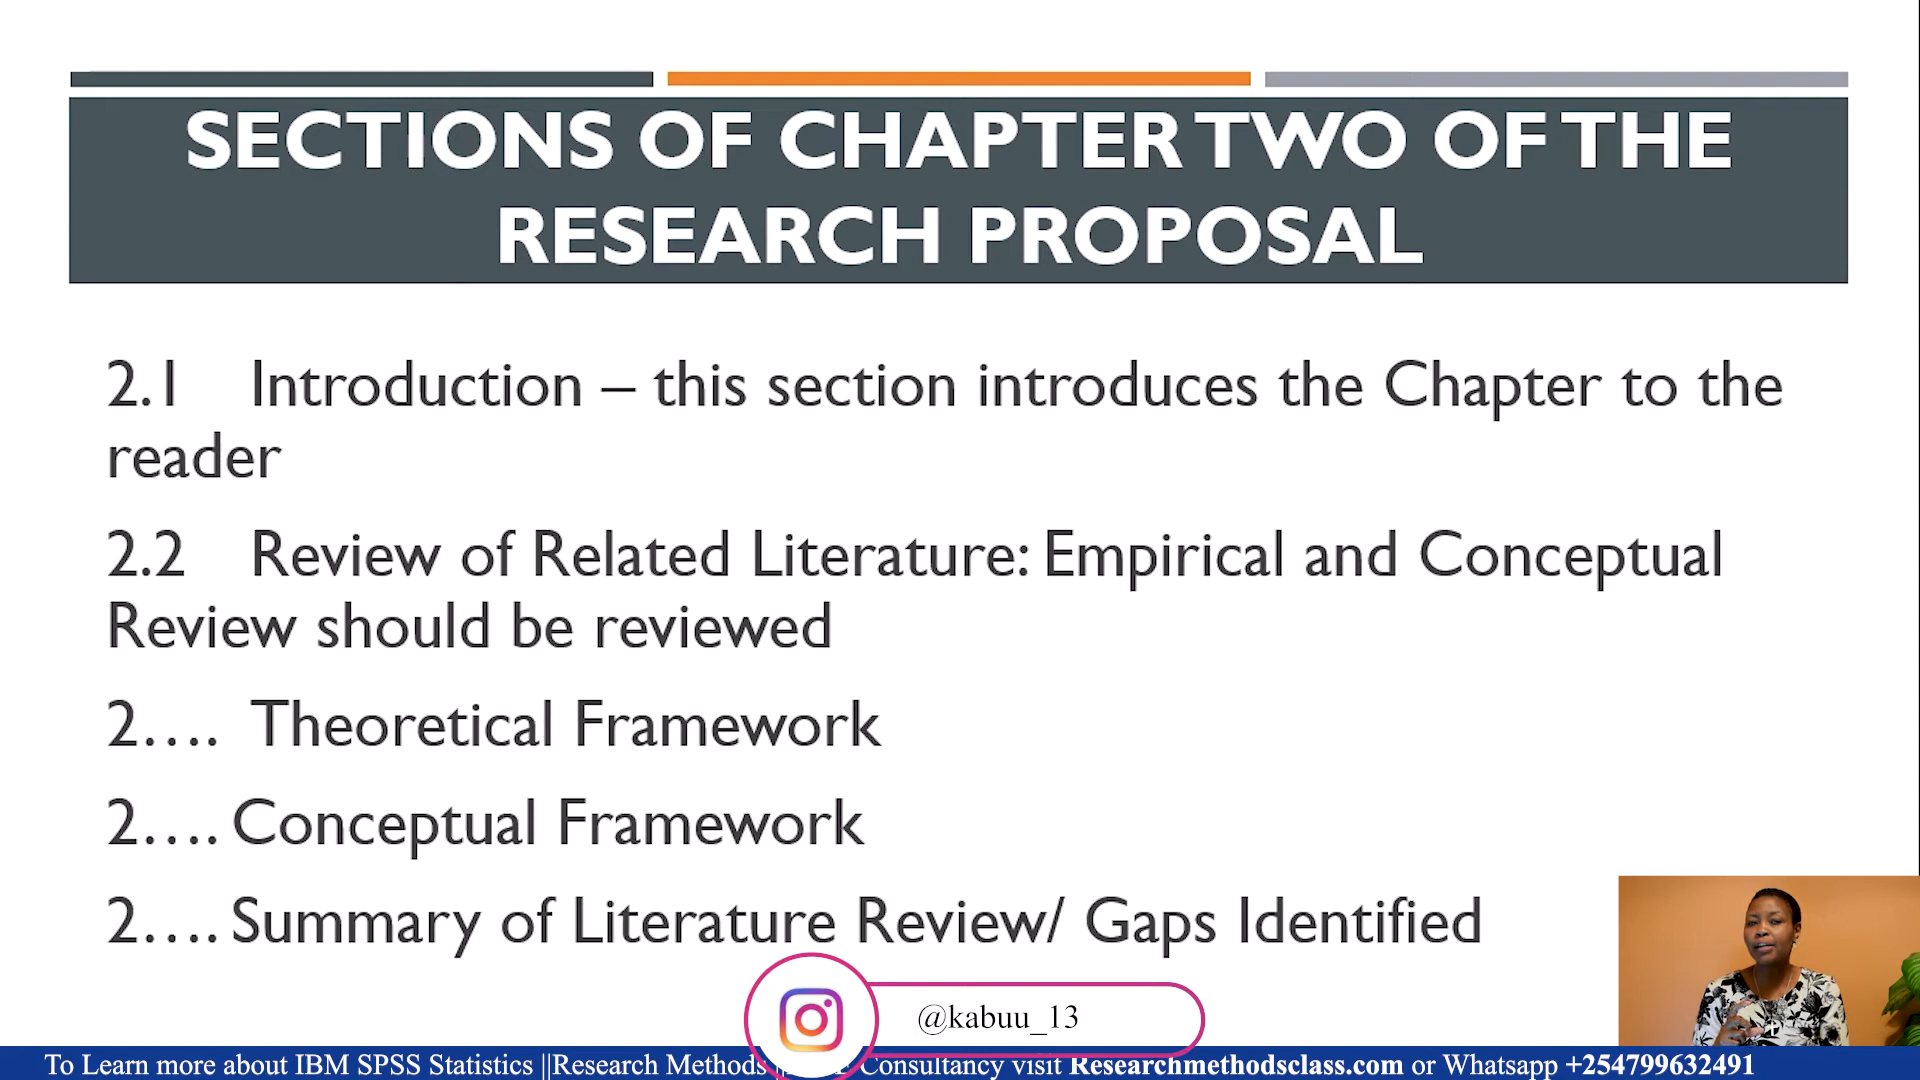 SECTIONS OF CHAPTER TWO OF THE
RESEARCH PROPOSAL
2.1 Introduction – this section introduces the Chapter to the
reader
2.2 Review of Related Literature: Empirical and Conceptual
Review should be reviewed
2…. Theoretical Framework
2…. Conceptual Framework
2…. Summary of Literature Review/ Gaps Identified
@kabuu_13
To Learn more about IBM SPSS Statistics ||Research Methods Consultancy visit Researchmethodsclass.com or Whatsapp +254799632491